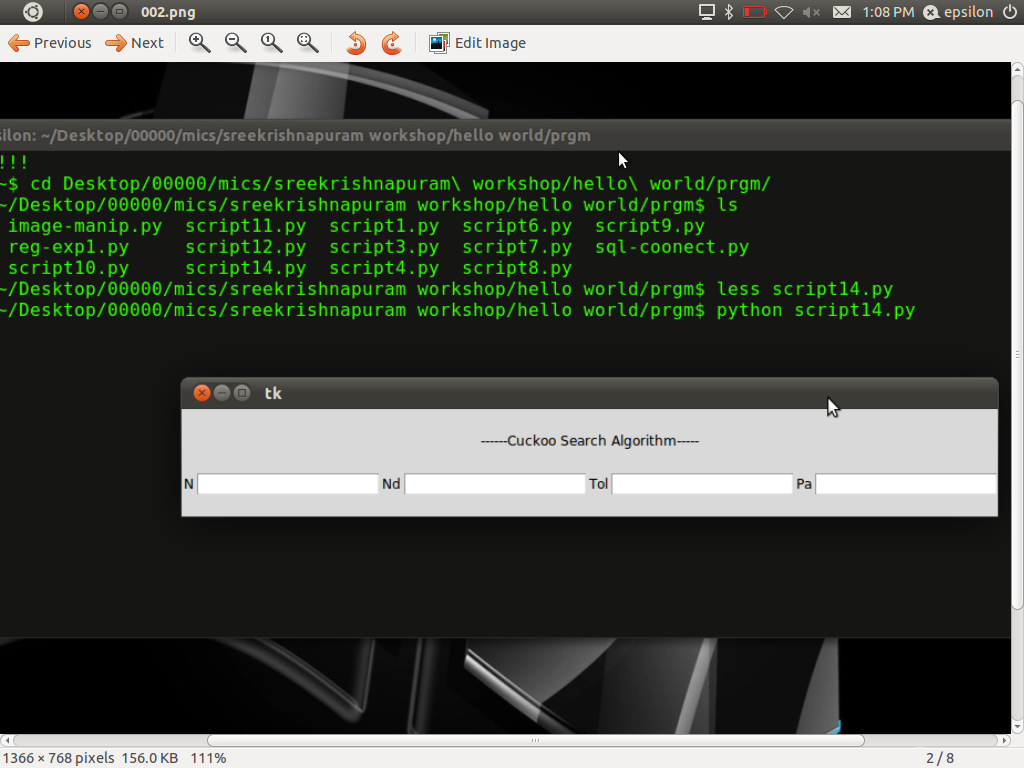 002.png 1:08 PM epsilon
Previous Next Edit Image
silon: ~/Desktop/00000/mics/sreekrishnapuram workshop/hello world/prgm
!!!
~$ cd Desktop/00000/mics/sreekrishnapuram\ workshop/hello\ world/prgm/
~/Desktop/00000/mics/sreekrishnapuram workshop/hello world/prgm$ ls
image-manip.py script11.py script1.py script6.py script9.py
reg-exp1.py script12.py script3.py script7.py sql-coonect.py
script10.py script14.py script4.py script8.py
~/Desktop/00000/mics/sreekrishnapuram workshop/hello world/prgm$ less script14.py
~/Desktop/00000/mics/sreekrishnapuram workshop/hello world/prgm$ python script14.py
tk
------Cuckoo Search Algorithm-----
N Nd Tol Pa
1366 × 768 pixels 156.0 KB 111% 2 / 8